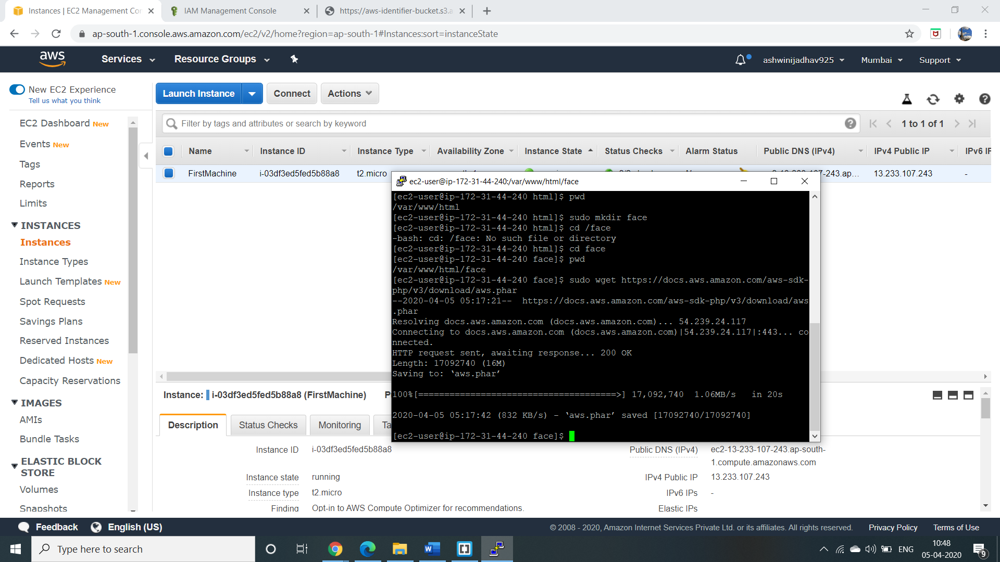 Instances | EC2 Management Con
IAM Management Console
https://aws-identifier-bucket.s3.a
ap-south-1.console.aws.amazon.com/ec2/v2/home?region=ap-south-1#Instances:sort=instanceState
aws
Services
Resource Groups
ashwinijadhav925
Mumbai
Support
New EC2 Experience
Tell us what you think
Launch Instance
Connect
Actions
Filter by tags and attributes or search by keyword
1 to 1 of 1
EC2 Dashboard New
Events New
Tags
Reports
Limits
INSTANCES
Instances
Instance Types
Launch Templates New
Spot Requests
Savings Plans
Reserved Instances
Dedicated Hosts New
Capacity Reservations
IMAGES
AMIs
Bundle Tasks
ELASTIC BLOCK
STORE
Volumes
Snapshots
Name
Instance ID
Instance Type
Availability Zone
Instance State
Status Checks
Alarm Status
Public DNS (IPv4)
IPv4 Public IP
IPv6 IP
FirstMachine
i-03df3ed5fed5b88a8
t2.micro
107-243.ap...
13.233.107.243
-
ec2-user@ip-172-31-44-240:/var/www/html/face
[ec2-user@ip-172-31-44-240 html]$ pwd
/var/www/html
[ec2-user@ip-172-31-44-240 html]$ sudo mkdir face
[ec2-user@ip-172-31-44-240 html]$ cd /face
-bash: cd: /face: No such file or directory
[ec2-user@ip-172-31-44-240 html]$ cd face
[ec2-user@ip-172-31-44-240 face]$ pwd
/var/www/html/face
[ec2-user@ip-172-31-44-240 face]$ sudo wget https://docs.aws.amazon.com/aws-sdk-
php/v3/download/aws.phar
--2020-04-05 05:17:21--  https://docs.aws.amazon.com/aws-sdk-php/v3/download/aws
.phar
Resolving docs.aws.amazon.com (docs.aws.amazon.com)... 54.239.24.117
Connecting to docs.aws.amazon.com (docs.aws.amazon.com)|54.239.24.117|:443... co
nnected.
HTTP request sent, awaiting response... 200 OK
Length: 17092740 (16M)
Saving to: ‘aws.phar’
100%[======================================>] 17,092,740  1.06MB/s   in 20s
2020-04-05 05:17:42 (832 KB/s) - ‘aws.phar’ saved [17092740/17092740]
[ec2-user@ip-172-31-44-240 face]$
Instance: i-03df3ed5fed5b88a8 (FirstMachine)
Description
Status Checks
Monitoring
Ta
Instance ID
i-03df3ed5fed5b88a8
Public DNS (IPv4)
ec2-13-233-107-243.ap-south-
1.compute.amazonaws.com
Instance state
running
IPv4 Public IP
13.233.107.243
Instance type
t2.micro
IPv6 IPs
-
Finding
Opt-in to AWS Compute Optimizer for recommendations.
Elastic IPs
Feedback
English (US)
© 2008 - 2020, Amazon Internet Services Private Ltd. or its affiliates. All rights reserved.
Privacy Policy
Terms of Use
Type here to search
ENG
10:48
05-04-2020
9